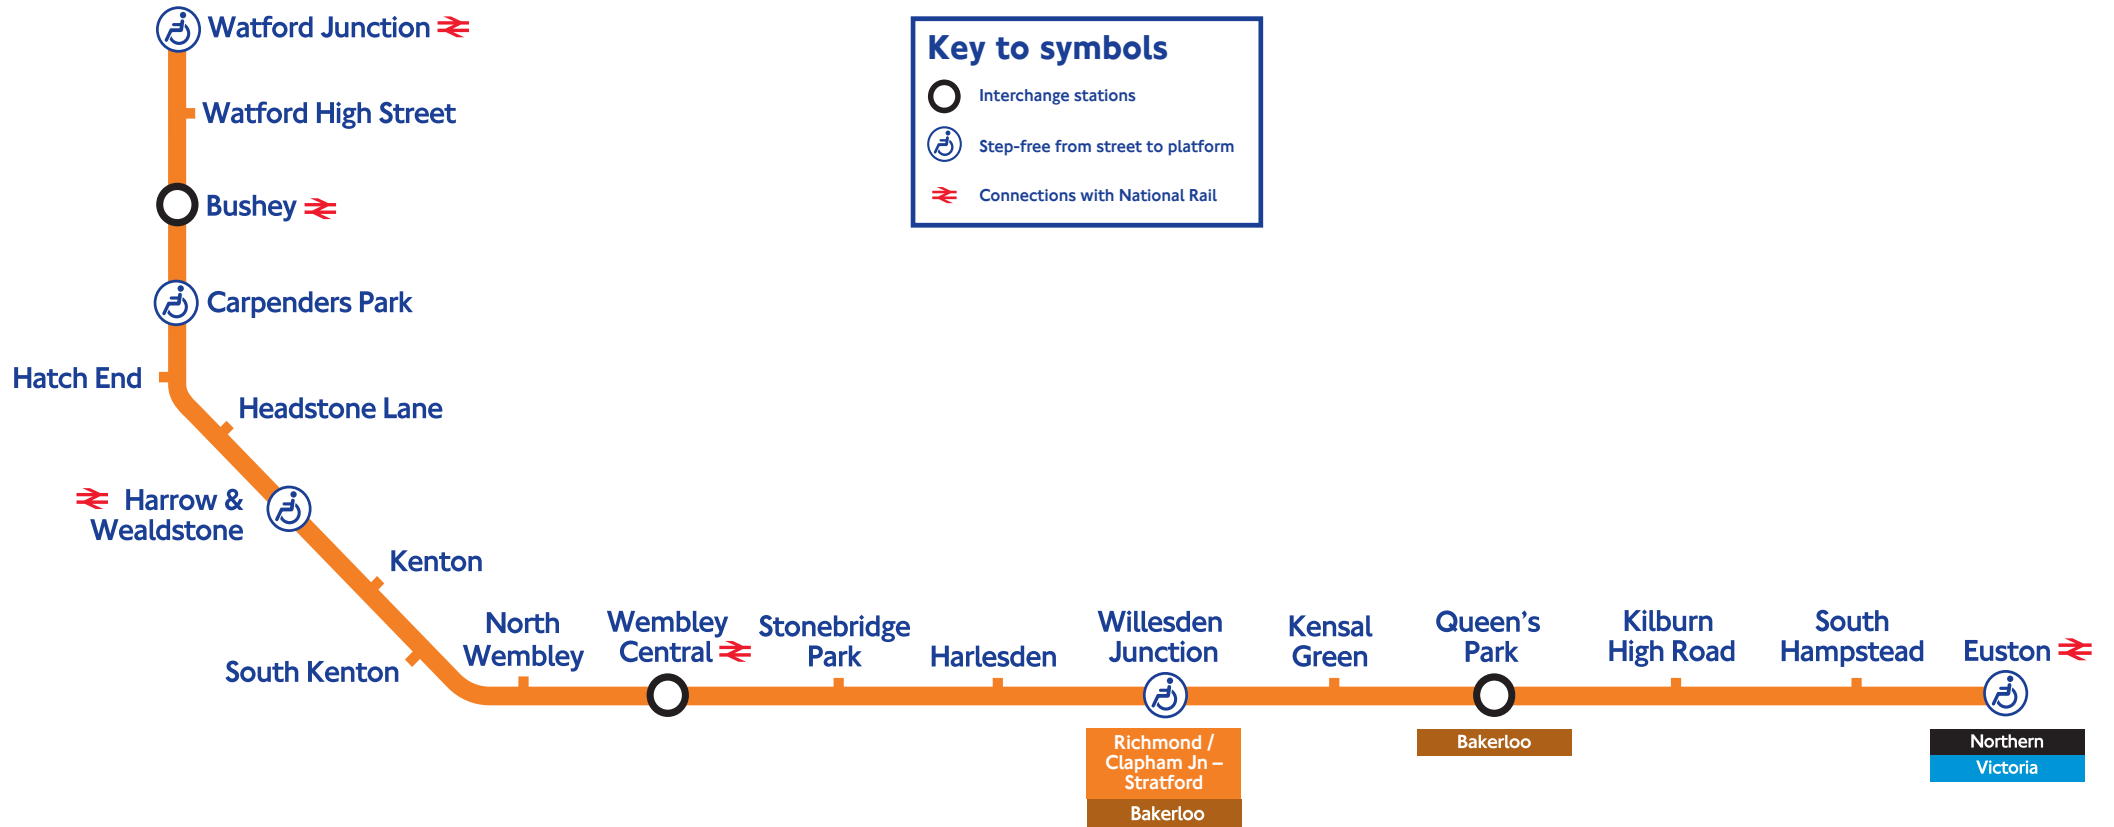 Watford Junction
Key to symbols
Interchange stations
Step-free from street to platform
Connections with National Rail
Watford High Street
Bushey
Carpenders Park
Hatch End
Headstone Lane
Harrow &
Wealdstone
Kenton
South Kenton
North
Wembley
Wembley
Central
Stonebridge
Park
Harlesden
Willesden
Junction
Richmond /
Clapham Jn –
Stratford
Bakerloo
Kensal
Green
Queen's
Park
Bakerloo
Kilburn
High Road
South
Hampstead
Euston
Northern
Victoria